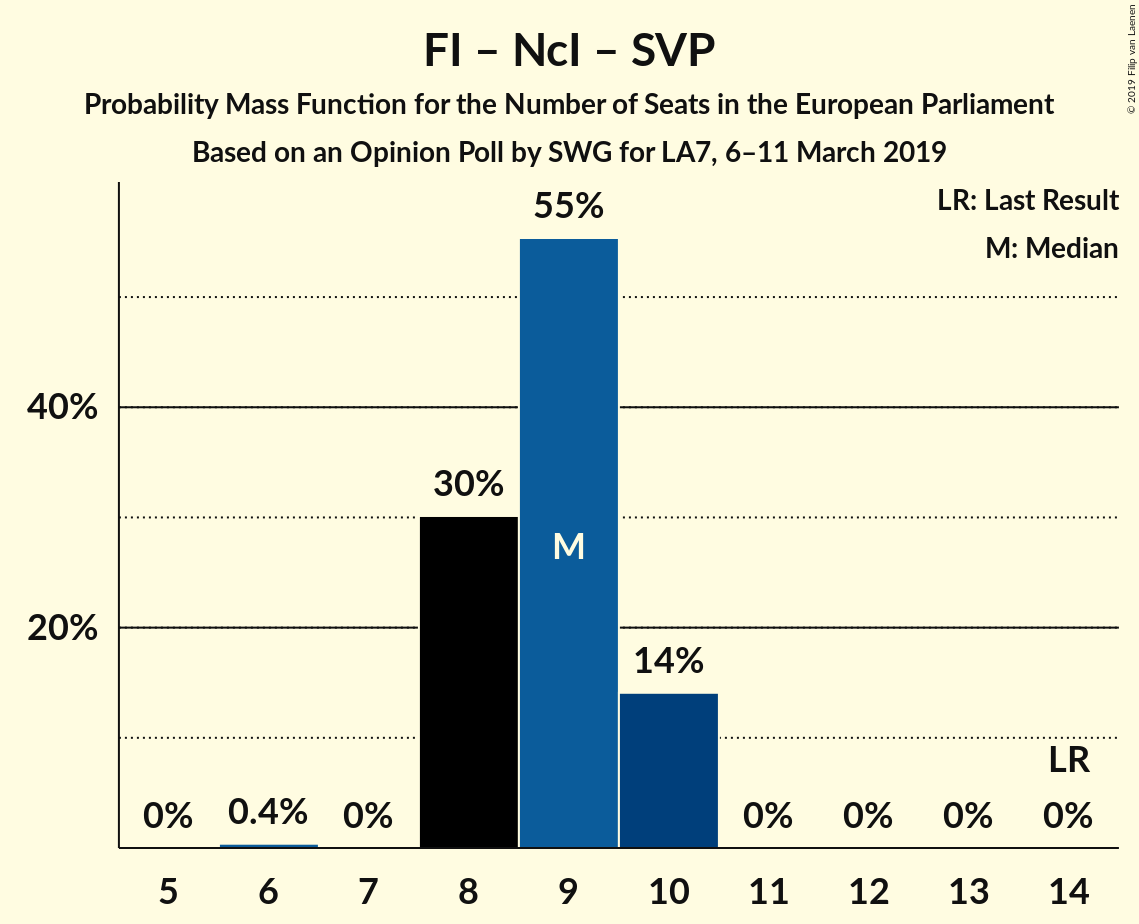 FI – NcI – SVP
Probability Mass Function for the Number of Seats in the European Parliament
Based on an Opinion Poll by SWG for LA7, 6–11 March 2019
© 2019 Filip van Laenen
LR: Last Result
M: Median
55%
40%
30%
M
20%
14%
LR
0% 0.4% 0% 0% 0% 0% 0%
5 6 7 8 9 10 11 12 13 14